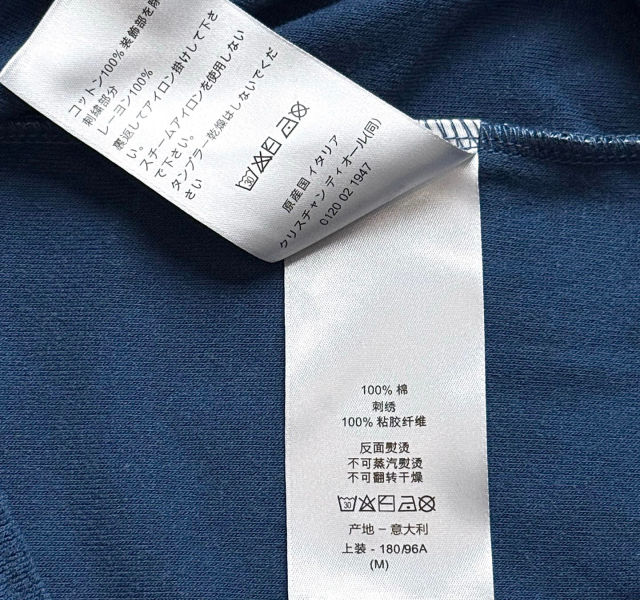 コットン100% 装飾部を除
刺繍部分
レーヨン100%
裏返してアイロン掛けして下さ
い。
スチームアイロンを使用しない
で下さい。
タンブラー乾燥はしないでくだ
さい
30
原産国 イタリア
クリスチャン ディオール(同)
0120 02 1947
100% 棉
刺绣
100% 粘胶纤维
反面熨烫
不可蒸汽熨烫
不可翻转干燥
30
产地 – 意大利
上装 - 180/96A
(M)